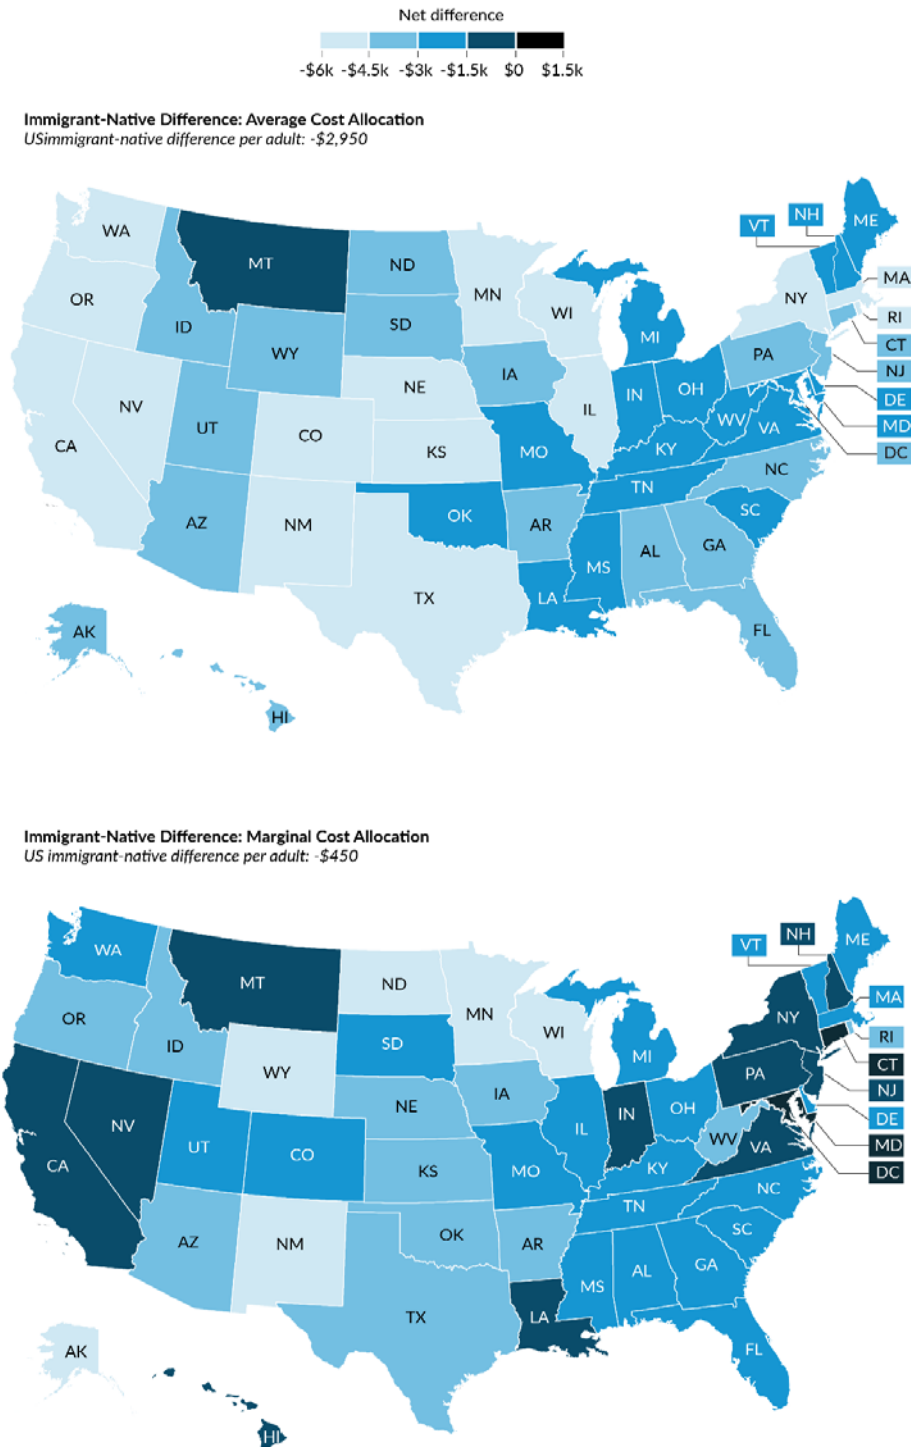 Net difference
-$6k -$4.5k -$3k -$1.5k $0 $1.5k
Immigrant-Native Difference: Average Cost Allocation
USimmigrant-native difference per adult: -$2,950
WA
MT
ND
MN
VT
NH
ME
OR
ID
SD
WI
MI
NY
MA
RI
WY
IA
PA
CT
NJ
NE
IN
OH
DE
NV
UT
CO
KS
IL
MO
KY
WV
VA
MD
DC
CA
AZ
NM
OK
AR
TN
NC
SC
TX
LA
MS
AL
GA
FL
AK
HI
Immigrant-Native Difference: Marginal Cost Allocation
US immigrant-native difference per adult: -$450
WA
MT
ND
MN
VT
NH
ME
OR
ID
SD
WI
MI
NY
MA
RI
WY
IA
PA
CT
NJ
NV
NE
IL
IN
OH
DE
CA
UT
CO
KS
MO
KY
WV
VA
MD
DC
AZ
NM
OK
AR
TN
NC
SC
TX
LA
MS
AL
GA
FL
AK
HI